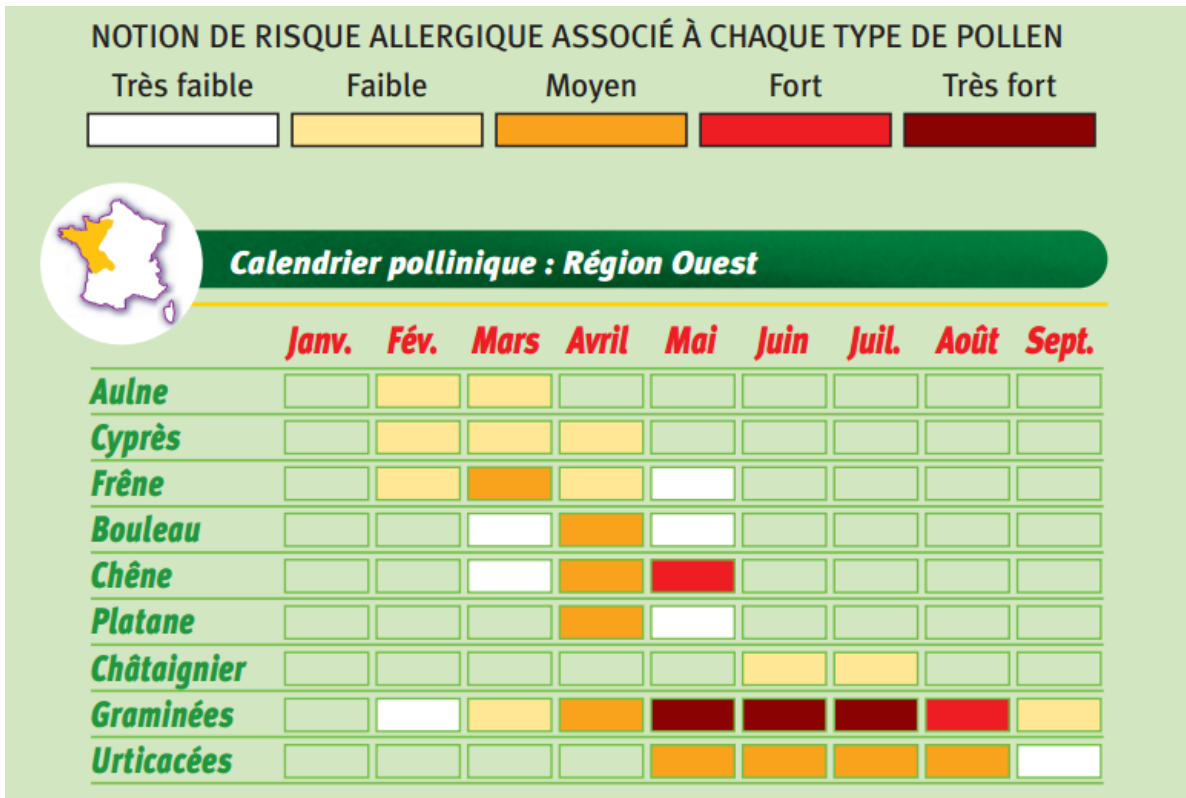 NOTION DE RISQUE ALLERGIQUE ASSOCIÉ À CHAQUE TYPE DE POLLEN
Très faible Faible Moyen Fort Très fort
Calendrier pollinique : Région Ouest
Janv. Fév. Mars Avril Mai Juin Juil. Août Sept.
Aulne
Cyprès
Frêne
Bouleau
Chêne
Platane
Châtaignier
Graminées
Urticacées